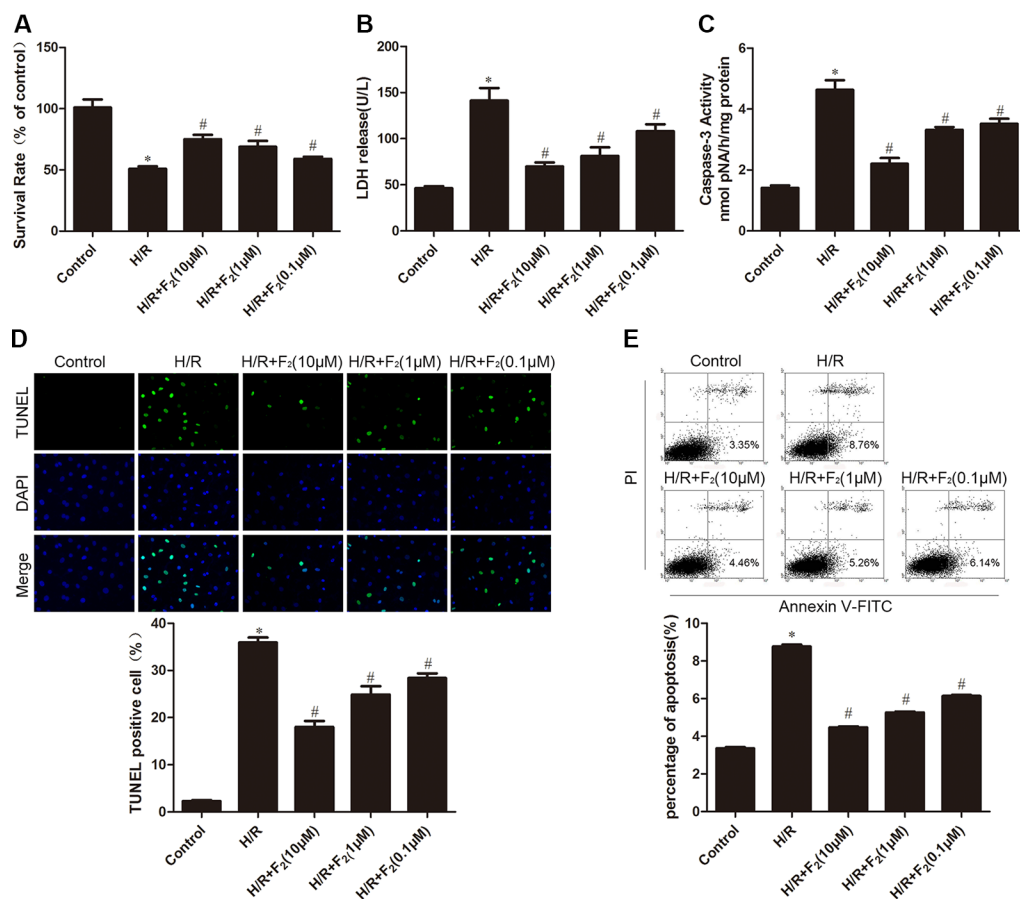 A
Survival Rate (% of control)
150
100
50
0
*
#
#
#
Control
H/R
H/R+F₂(10μM)
H/R+F₂(1μM)
H/R+F₂(0.1μM)
B
LDH release(U/L)
200
150
100
50
0
*
#
#
#
Control
H/R
H/R+F₂(10μM)
H/R+F₂(1μM)
H/R+F₂(0.1μM)
C
Caspase-3 Activity
nmol pNA/h/mg protein
6
4
2
0
*
#
#
#
Control
H/R
H/R+F₂(10μM)
H/R+F₂(1μM)
H/R+F₂(0.1μM)
D
Control
H/R
H/R+F₂(10μM)
H/R+F₂(1μM)
H/R+F₂(0.1μM)
TUNEL
DAPI
Merge
TUNEL positive cell (%)
40
30
20
10
0
*
#
#
#
Control
H/R
H/R+F₂(10μM)
H/R+F₂(1μM)
H/R+F₂(0.1μM)
E
Control
H/R
3.35%
8.76%
PI
H/R+F₂(10μM)
H/R+F₂(1μM)
H/R+F₂(0.1μM)
4.46%
5.26%
6.14%
Annexin V-FITC
percentage of apoptosis(%)
10
8
6
4
2
0
*
#
#
#
Control
H/R
H/R+F₂(10μM)
H/R+F₂(1μM)
H/R+F₂(0.1μM)